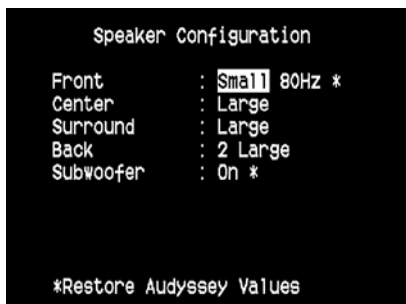 Speaker Configuration
Front : Small 80Hz *
Center : Large
Surround : Large
Back : 2 Large
Subwoofer : On *
*Restore Audyssey Values